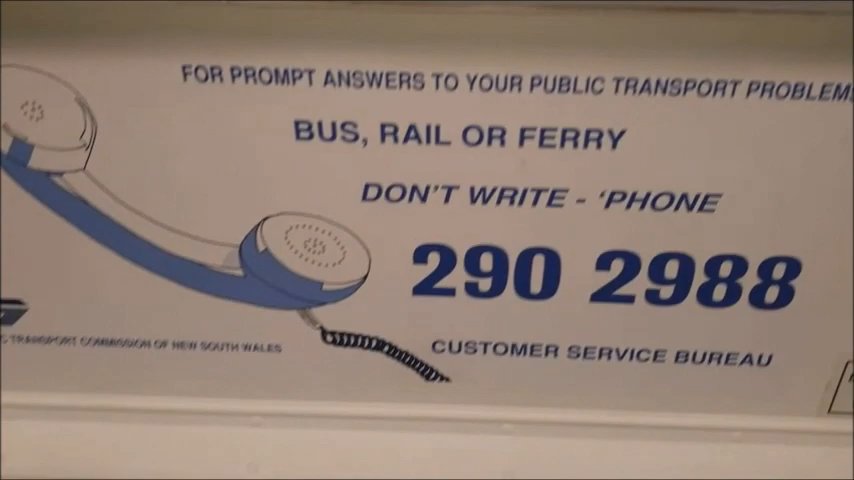 FOR PROMPT ANSWERS TO YOUR PUBLIC TRANSPORT PROBLEMS
BUS, RAIL OR FERRY
DON'T WRITE - 'PHONE
290 2988
CUSTOMER SERVICE BUREAU
TRANSPORT COMMISSION OF NEW SOUTH WALES